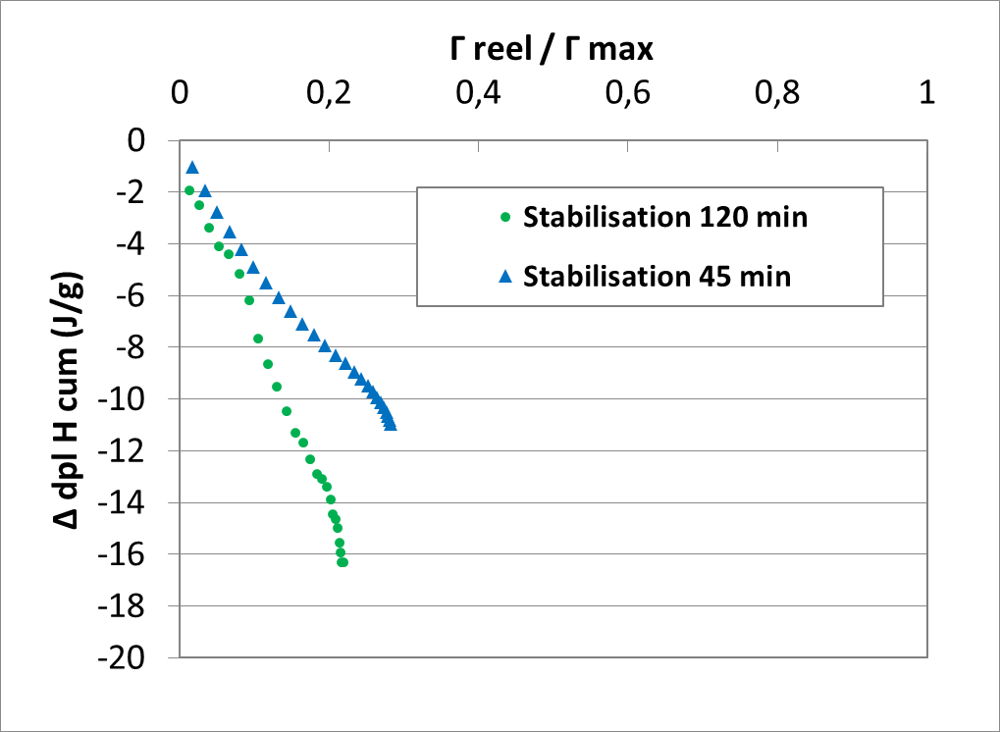 Γ reel / Γ max
0 0,2 0,4 0,6 0,8 1
0
-2
-4
-6
-8
-10
-12
-14
-16
-18
-20
Δ dpl H cum (J/g)
Stabilisation 120 min
Stabilisation 45 min